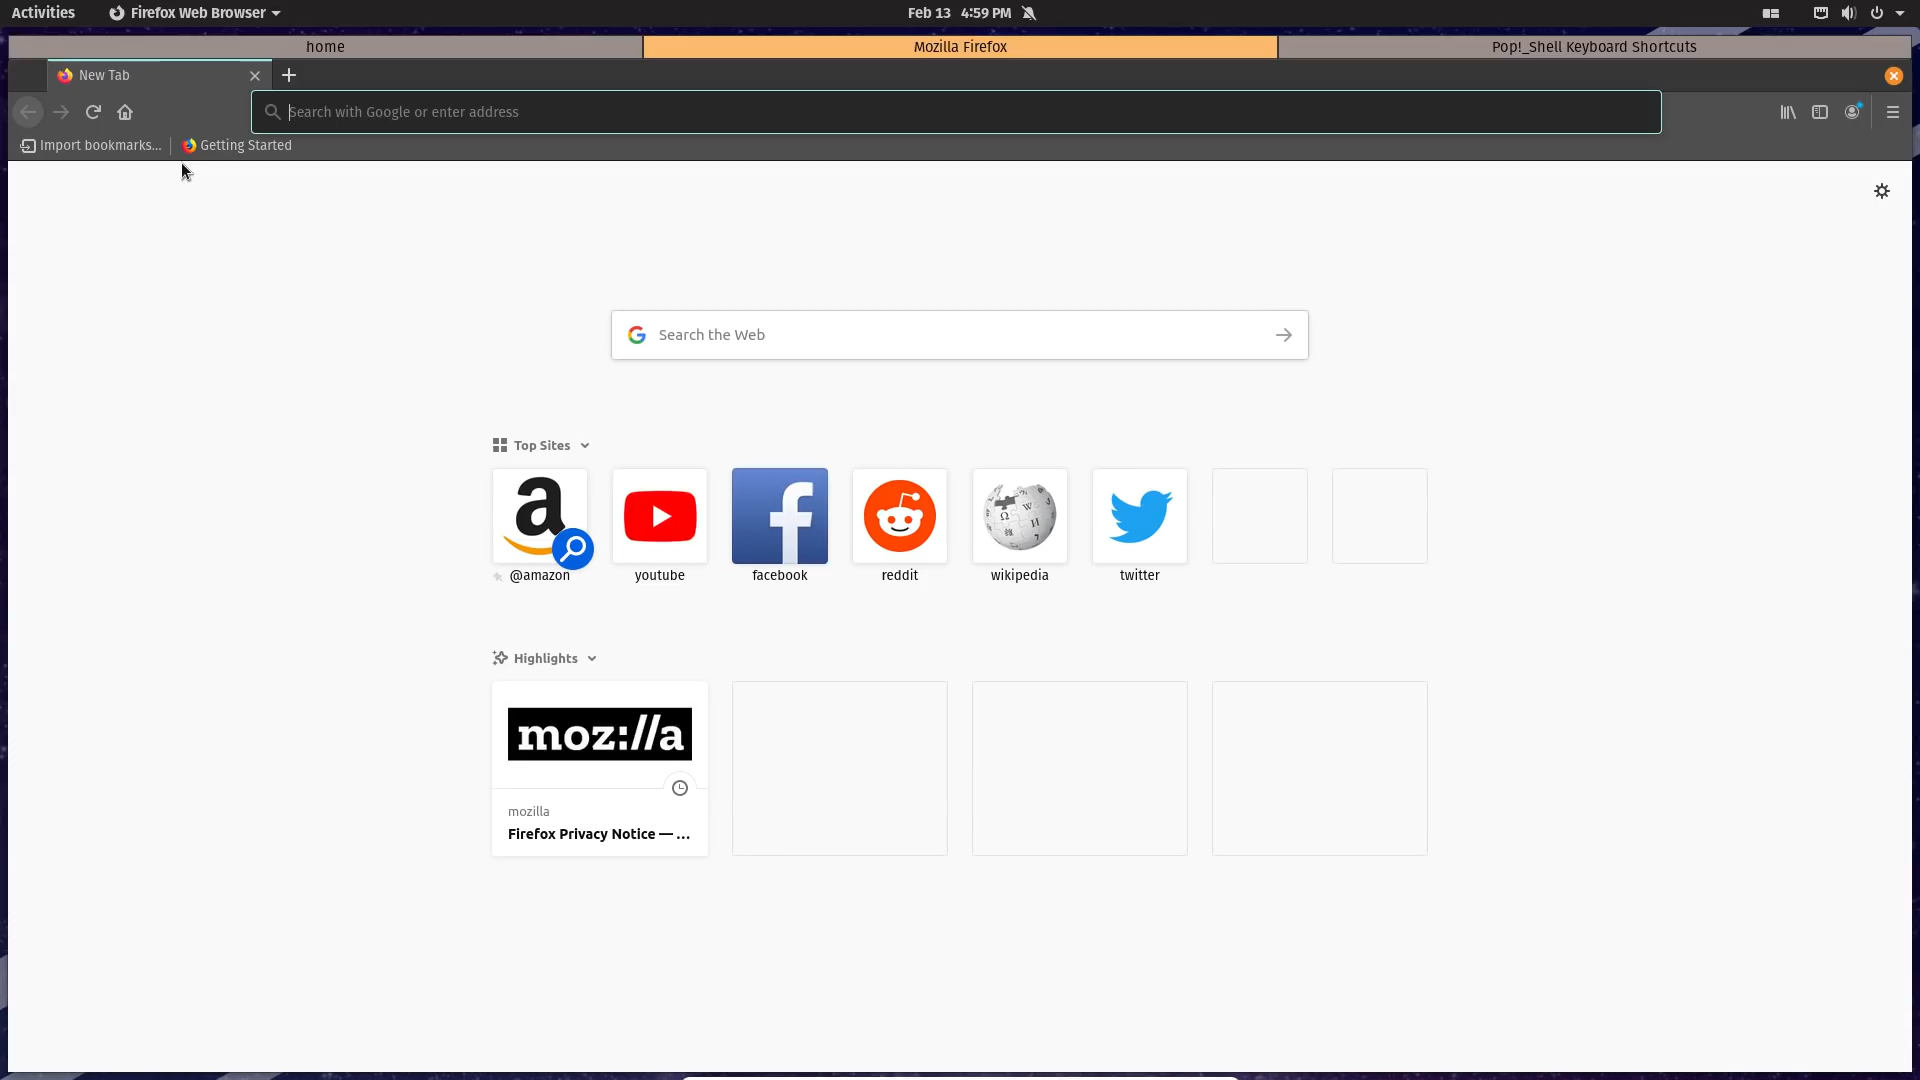 Activities
Firefox Web Browser
Feb 13 4:59 PM
home
Mozilla Firefox
Pop!_Shell Keyboard Shortcuts
New Tab
Search with Google or enter address
Import bookmarks...
Getting Started
Search the Web
Top Sites
@amazon
youtube
facebook
reddit
wikipedia
twitter
Highlights
moz://a
mozilla
Firefox Privacy Notice — ...